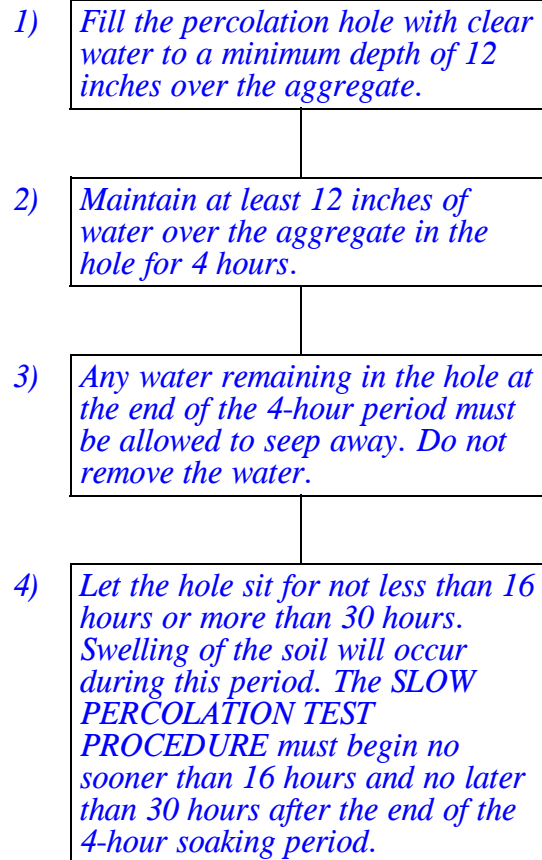 1) Fill the percolation hole with clear
water to a minimum depth of 12
inches over the aggregate.
2) Maintain at least 12 inches of
water over the aggregate in the
hole for 4 hours.
3) Any water remaining in the hole at
the end of the 4-hour period must
be allowed to seep away. Do not
remove the water.
4) Let the hole sit for not less than 16
hours or more than 30 hours.
Swelling of the soil will occur
during this period. The SLOW
PERCOLATION TEST
PROCEDURE must begin no
sooner than 16 hours and no later
than 30 hours after the end of the
4-hour soaking period.